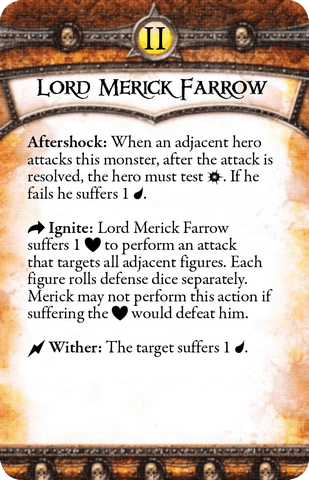 II
Lord Merick Farrow
Aftershock: When an adjacent hero
attacks this monster, after the attack is
resolved, the hero must test . If he
fails he suffers 1 .
Ignite: Lord Merick Farrow
suffers 1 to perform an attack
that targets all adjacent figures. Each
figure rolls defense dice separately.
Merick may not perform this action if
suffering the would defeat him.
Wither: The target suffers 1 .